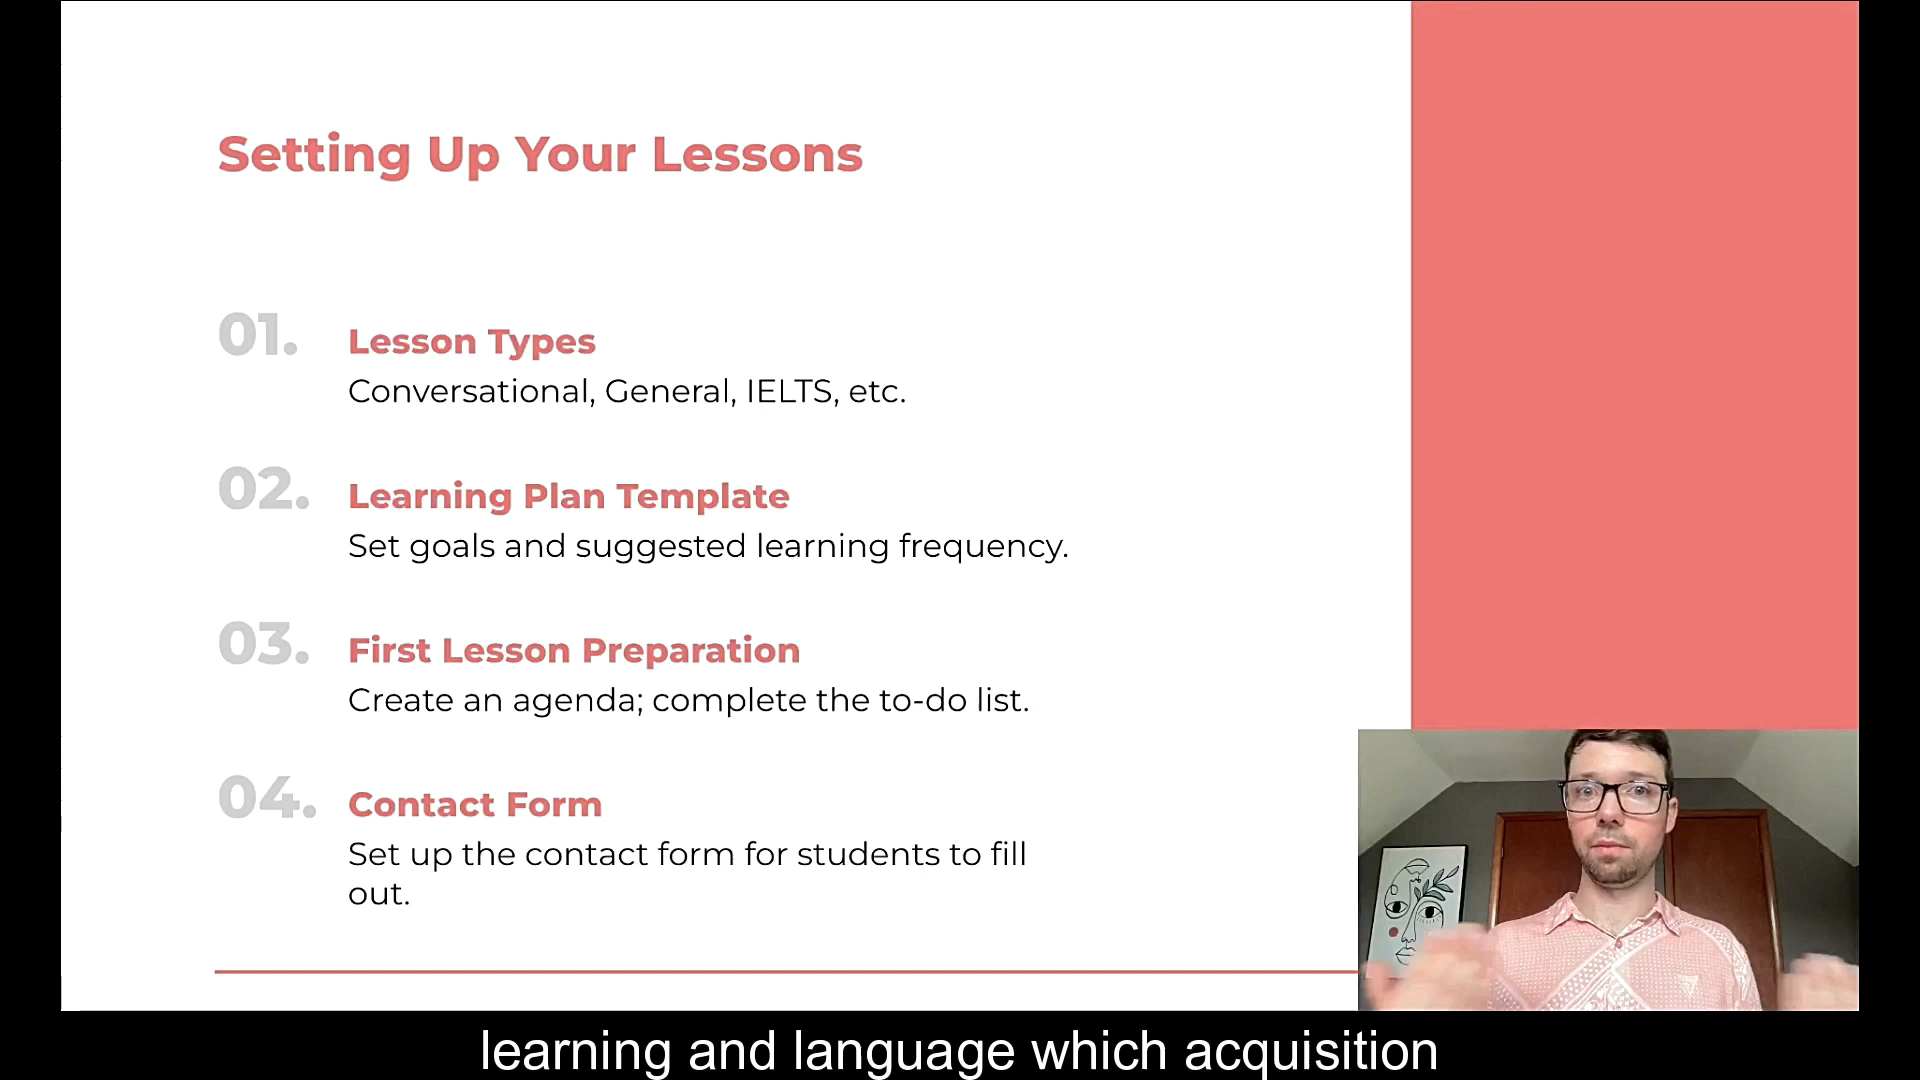 Setting Up Your Lessons
01.
Lesson Types
Conversational, General, IELTS, etc.
02.
Learning Plan Template
Set goals and suggested learning frequency.
03.
First Lesson Preparation
Create an agenda; complete the to-do list.
04.
Contact Form
Set up the contact form for students to fill
out.
learning and language which acquisition